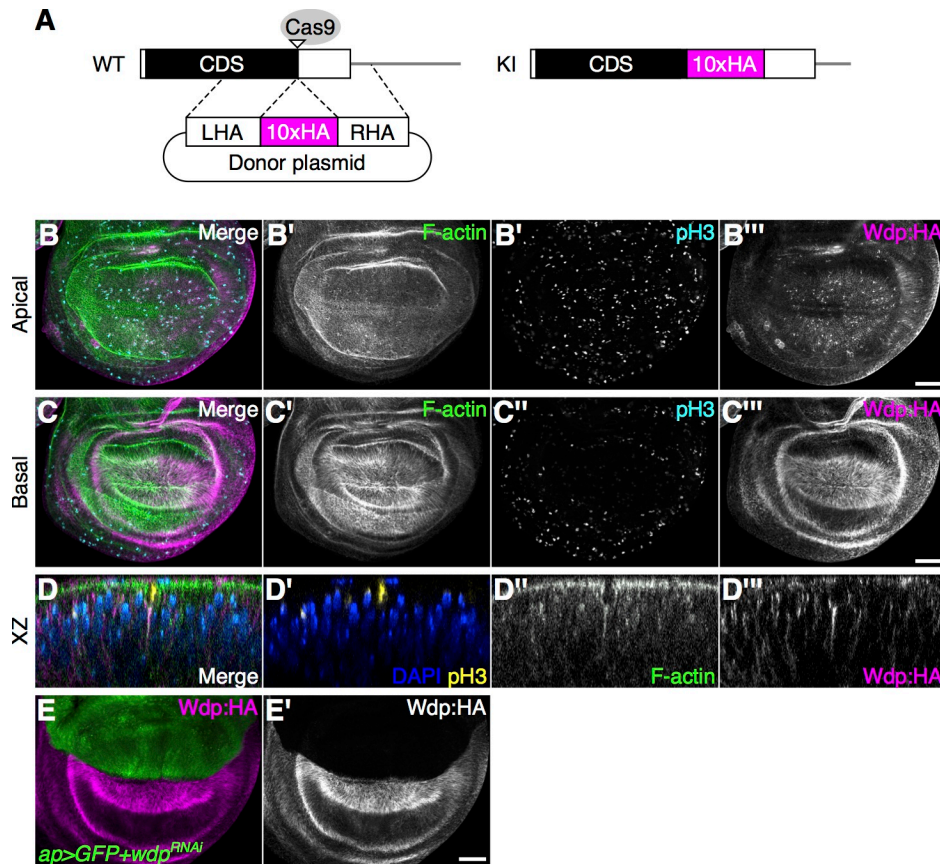 A
Cas9
WT CDS
KI CDS 10xHA
LHA 10xHA RHA
Donor plasmid
Apical
B Merge
B' F-actin
B' pH3
B''' Wdp:HA
Basal
C Merge
C' F-actin
C'' pH3
C''' Wdp:HA
XZ
D Merge
D' DAPI pH3
D'' F-actin
D''' Wdp:HA
E Wdp:HA
ap>GFP+wdpRNAi
E' Wdp:HA